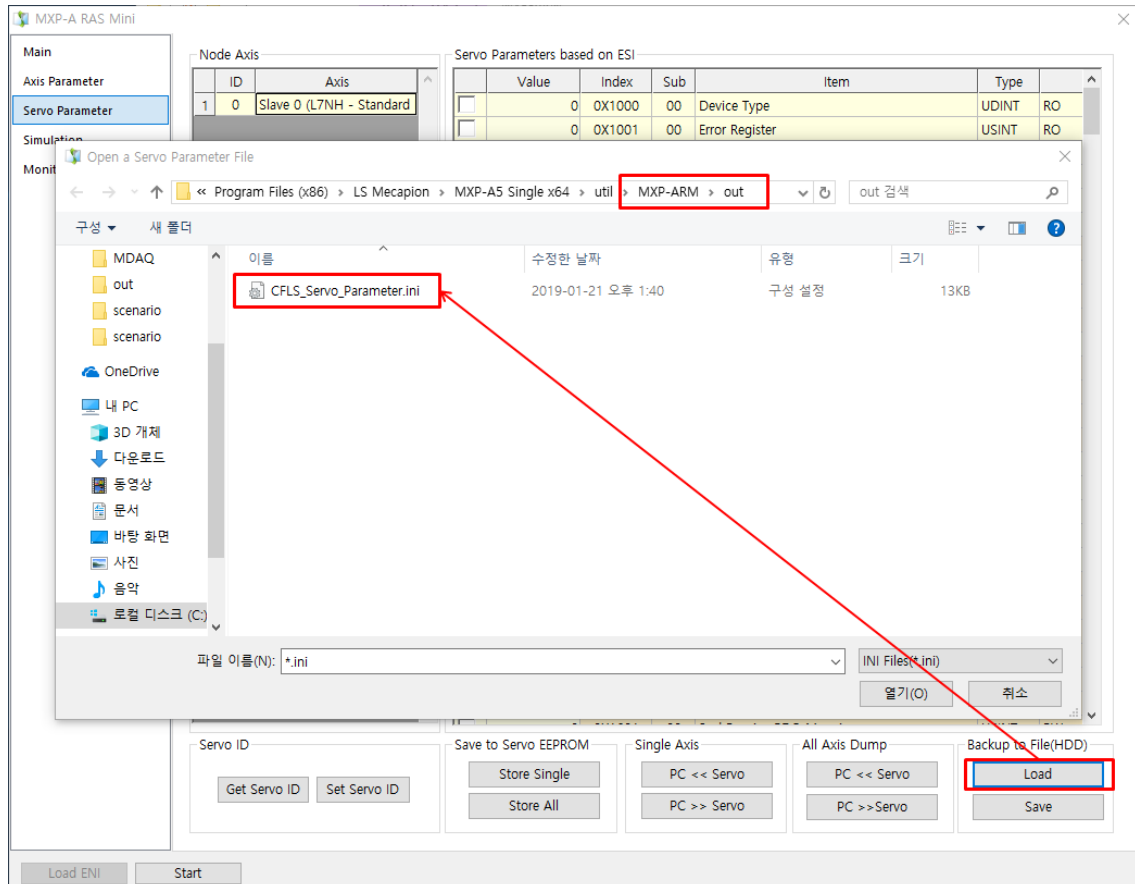 MXP-A RAS Mini
Main
Axis Parameter
Servo Parameter
Simulation
Monit
Node Axis
ID Axis
1 0 Slave 0 (L7NH - Standard
Servo Parameters based on ESI
Value Index Sub Item Type
0 0X1000 00 Device Type UDINT RO
0 0X1001 00 Error Register USINT RO
Open a Servo Parameter File
« Program Files (x86) › LS Mecapion › MXP-A5 Single x64 › util › MXP-ARM › out
out 검색
구성 새 폴더
MDAQ
out
scenario
scenario
OneDrive
내 PC
3D 개체
다운로드
동영상
문서
바탕 화면
사진
음악
로컬 디스크 (C:)
이름 수정한 날짜 유형 크기
CFLS_Servo_Parameter.ini 2019-01-21 오후 1:40 구성 설정 13KB
파일 이름(N): *.ini
INI Files(*.ini)
열기(O) 취소
Servo ID
Get Servo ID Set Servo ID
Save to Servo EEPROM
Store Single
Store All
Single Axis
PC << Servo
PC >> Servo
All Axis Dump
PC << Servo
PC >>Servo
Backup to File(HDD)
Load
Save
Load ENI Start